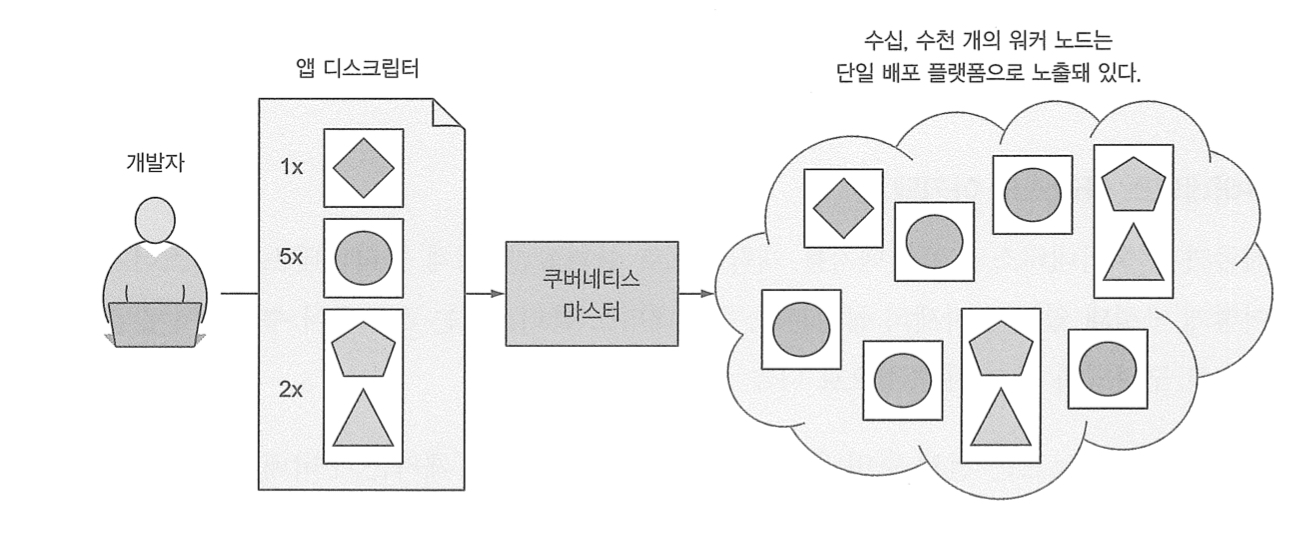 수십, 수천 개의 워커 노드는
단일 배포 플랫폼으로 노출돼 있다.
앱 디스크립터
개발자
1x
5x
2x
쿠버네티스
마스터